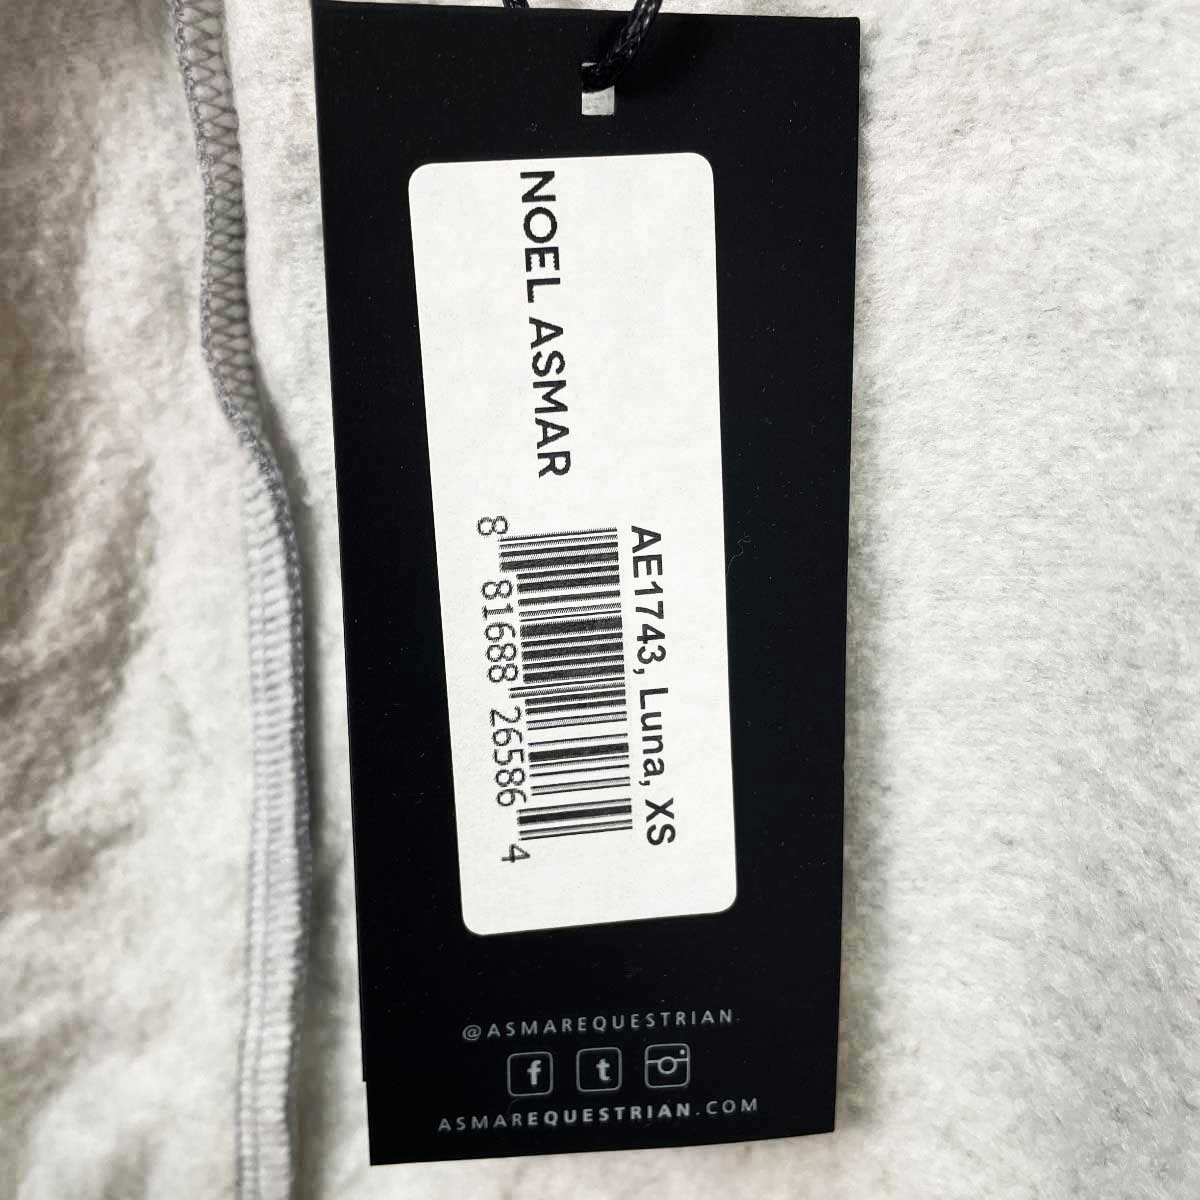 NOEL ASMAR
AE1743, Luna, XS
8 81688 26586 4
@ASMAREQUESTRIAN
f t
ASMAREQUESTRIAN.COM